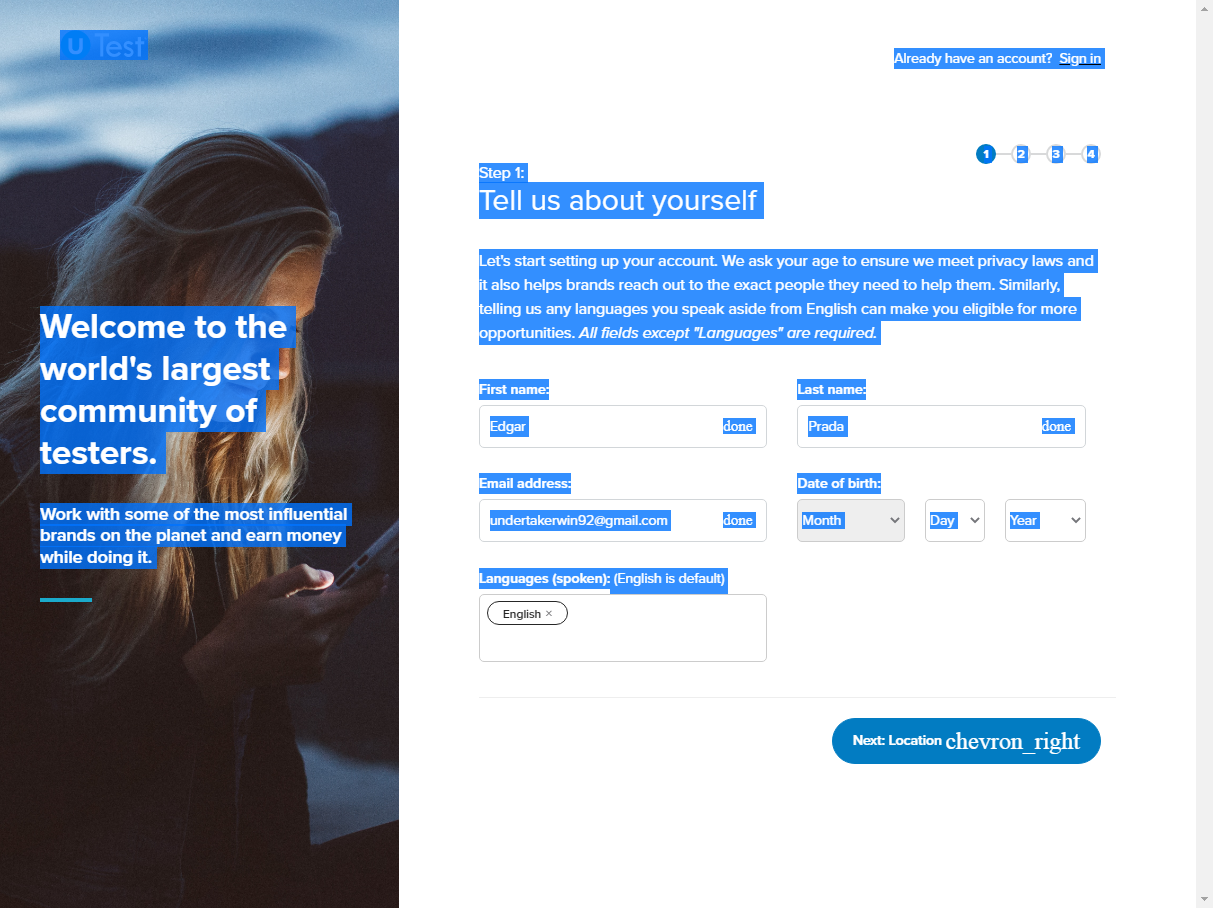 U Test
Already have an account? Sign in
1 2 3 4
Step 1:
Tell us about yourself
Let's start setting up your account. We ask your age to ensure we meet privacy laws and
it also helps brands reach out to the exact people they need to help them. Similarly,
telling us any languages you speak aside from English can make you eligible for more
opportunities. All fields except "Languages" are required.
Welcome to the
world's largest
community of
testers.
Work with some of the most influential
brands on the planet and earn money
while doing it.
First name: Last name:
Edgar done Prada done
Email address: Date of birth:
undertakerwin92@gmail.com done Month Day Year
Languages (spoken): (English is default)
English ×
Next: Location chevron_right